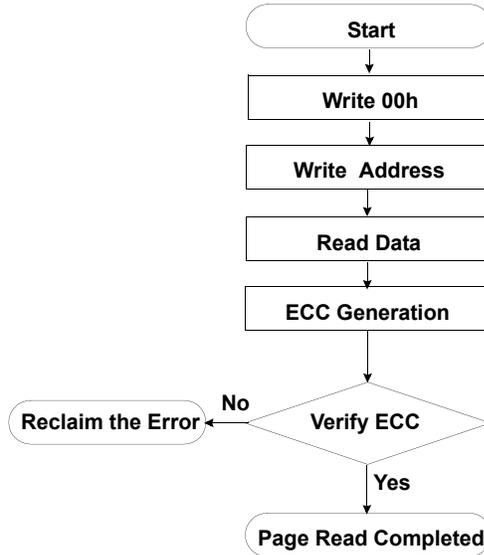 Start
Write 00h
Write Address
Read Data
ECC Generation
No
Reclaim the Error
Verify ECC
Yes
Page Read Completed